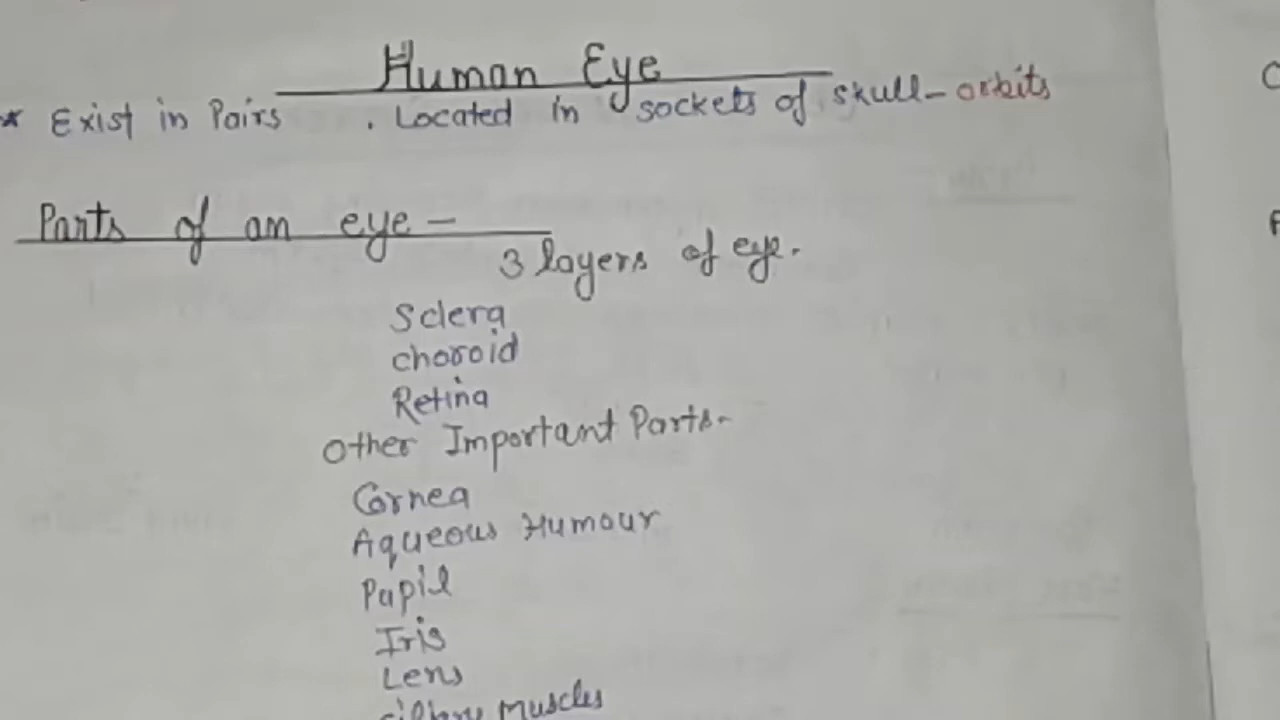 Human Eye
* Exist in Pairs . Located in sockets of skull - orbits
Parts of an eye -
3 layers of eye.
Sclera
choroid
Retina
Other Important Parts-
Cornea
Aqueous Humour
Pupil
Iris
Lens
Muscles